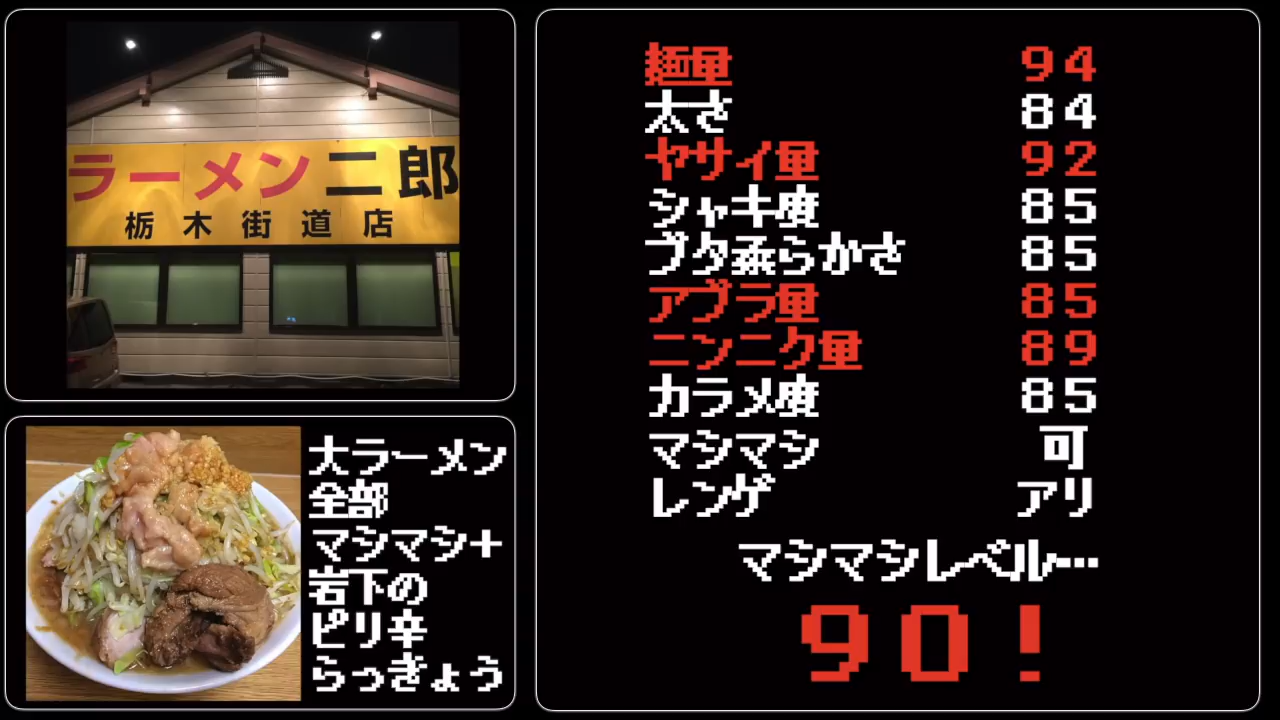 ラーメン二郎
栃木街道店
大ラーメン
全部
マシマシ+
岩下の
ピリ辛
らっきょう
麺量 94
太さ 84
ヤサイ量 92
シャキ度 85
ブタ柔らかさ 85
アブラ量 85
ニンニク量 89
カラメ度 85
マシマシ 可
レンゲ アリ
マシマシレベル…
90!